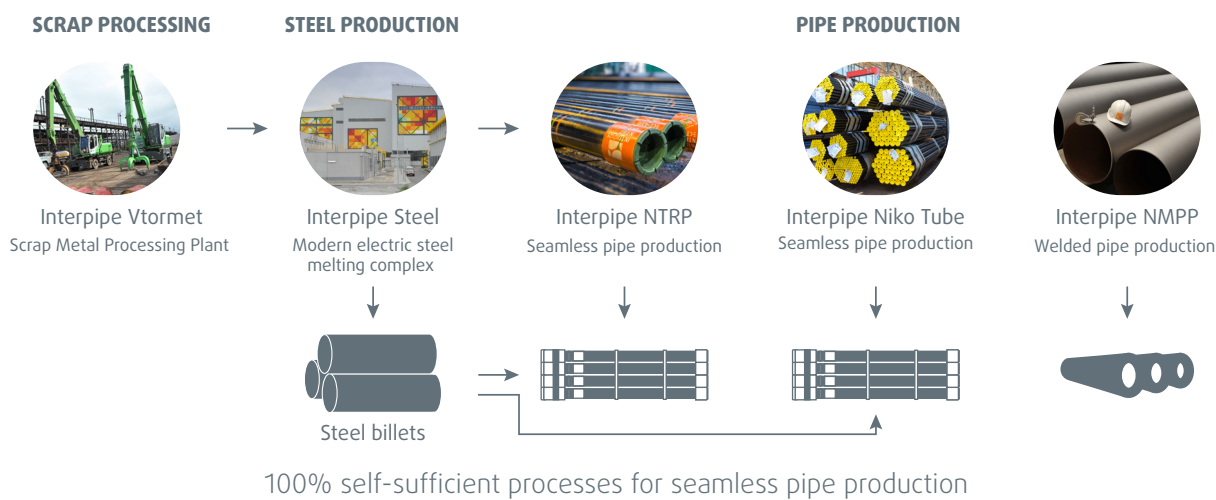 SCRAP PROCESSING
STEEL PRODUCTION
PIPE PRODUCTION
Interpipe Vtormet
Scrap Metal Processing Plant
Interpipe Steel
Modern electric steel
melting complex
Interpipe NTRP
Seamless pipe production
Interpipe Niko Tube
Seamless pipe production
Interpipe NMPP
Welded pipe production
Steel billets
100% self-sufficient processes for seamless pipe production